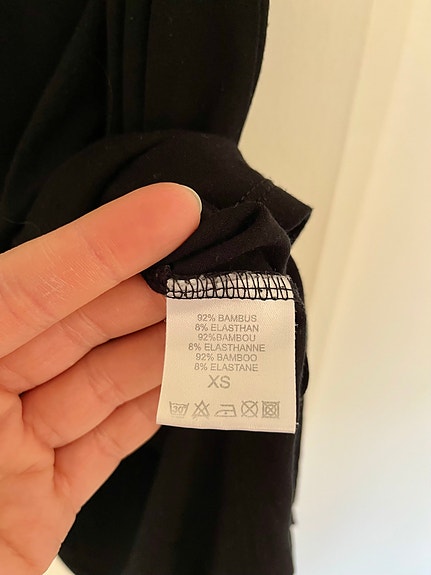 92% BAMBUS
8% ELASTHAN
92%BAMBOU
8% ELASTHANNE
92% BAMBOO
8% ELASTANE
XS